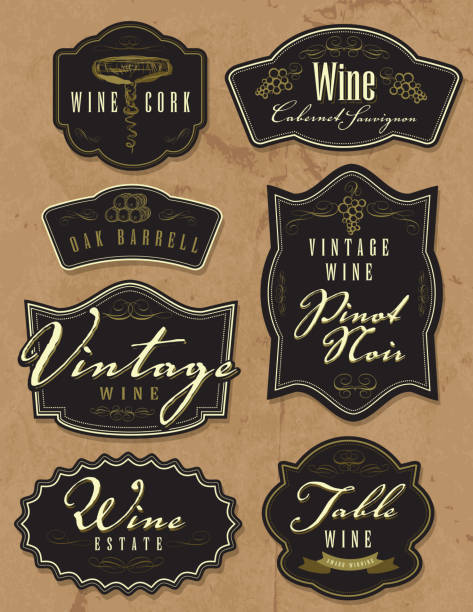 WINE CORK
Wine
Cabernet Sauvignon
OAK BARRELL
VINTAGE
WINE
Pinot
Noir
Vintage
WINE
Wine
ESTATE
Table
WINE
AWARD-WINNING